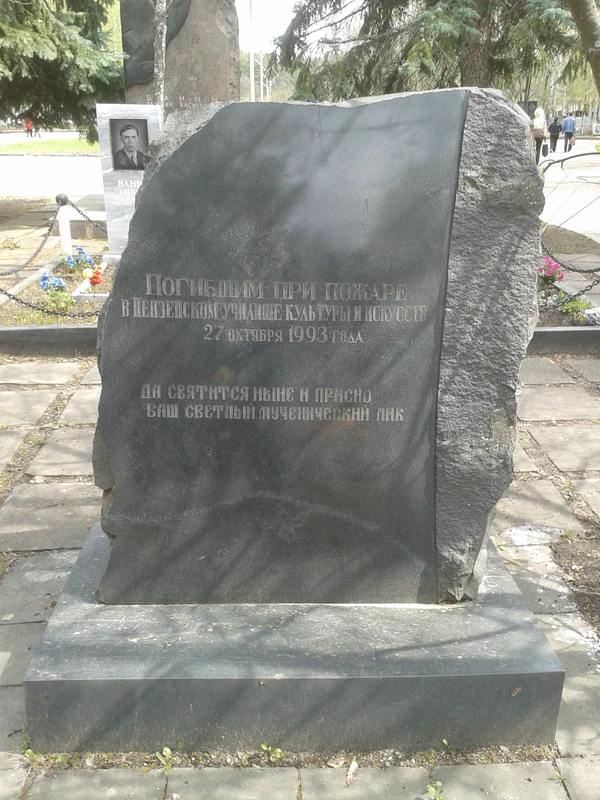 Погибшим при пожаре
в Пензенском училище культуры и искусств
27 октября 1993 года
Да святится ныне и присно
ваш светлый мученический лик